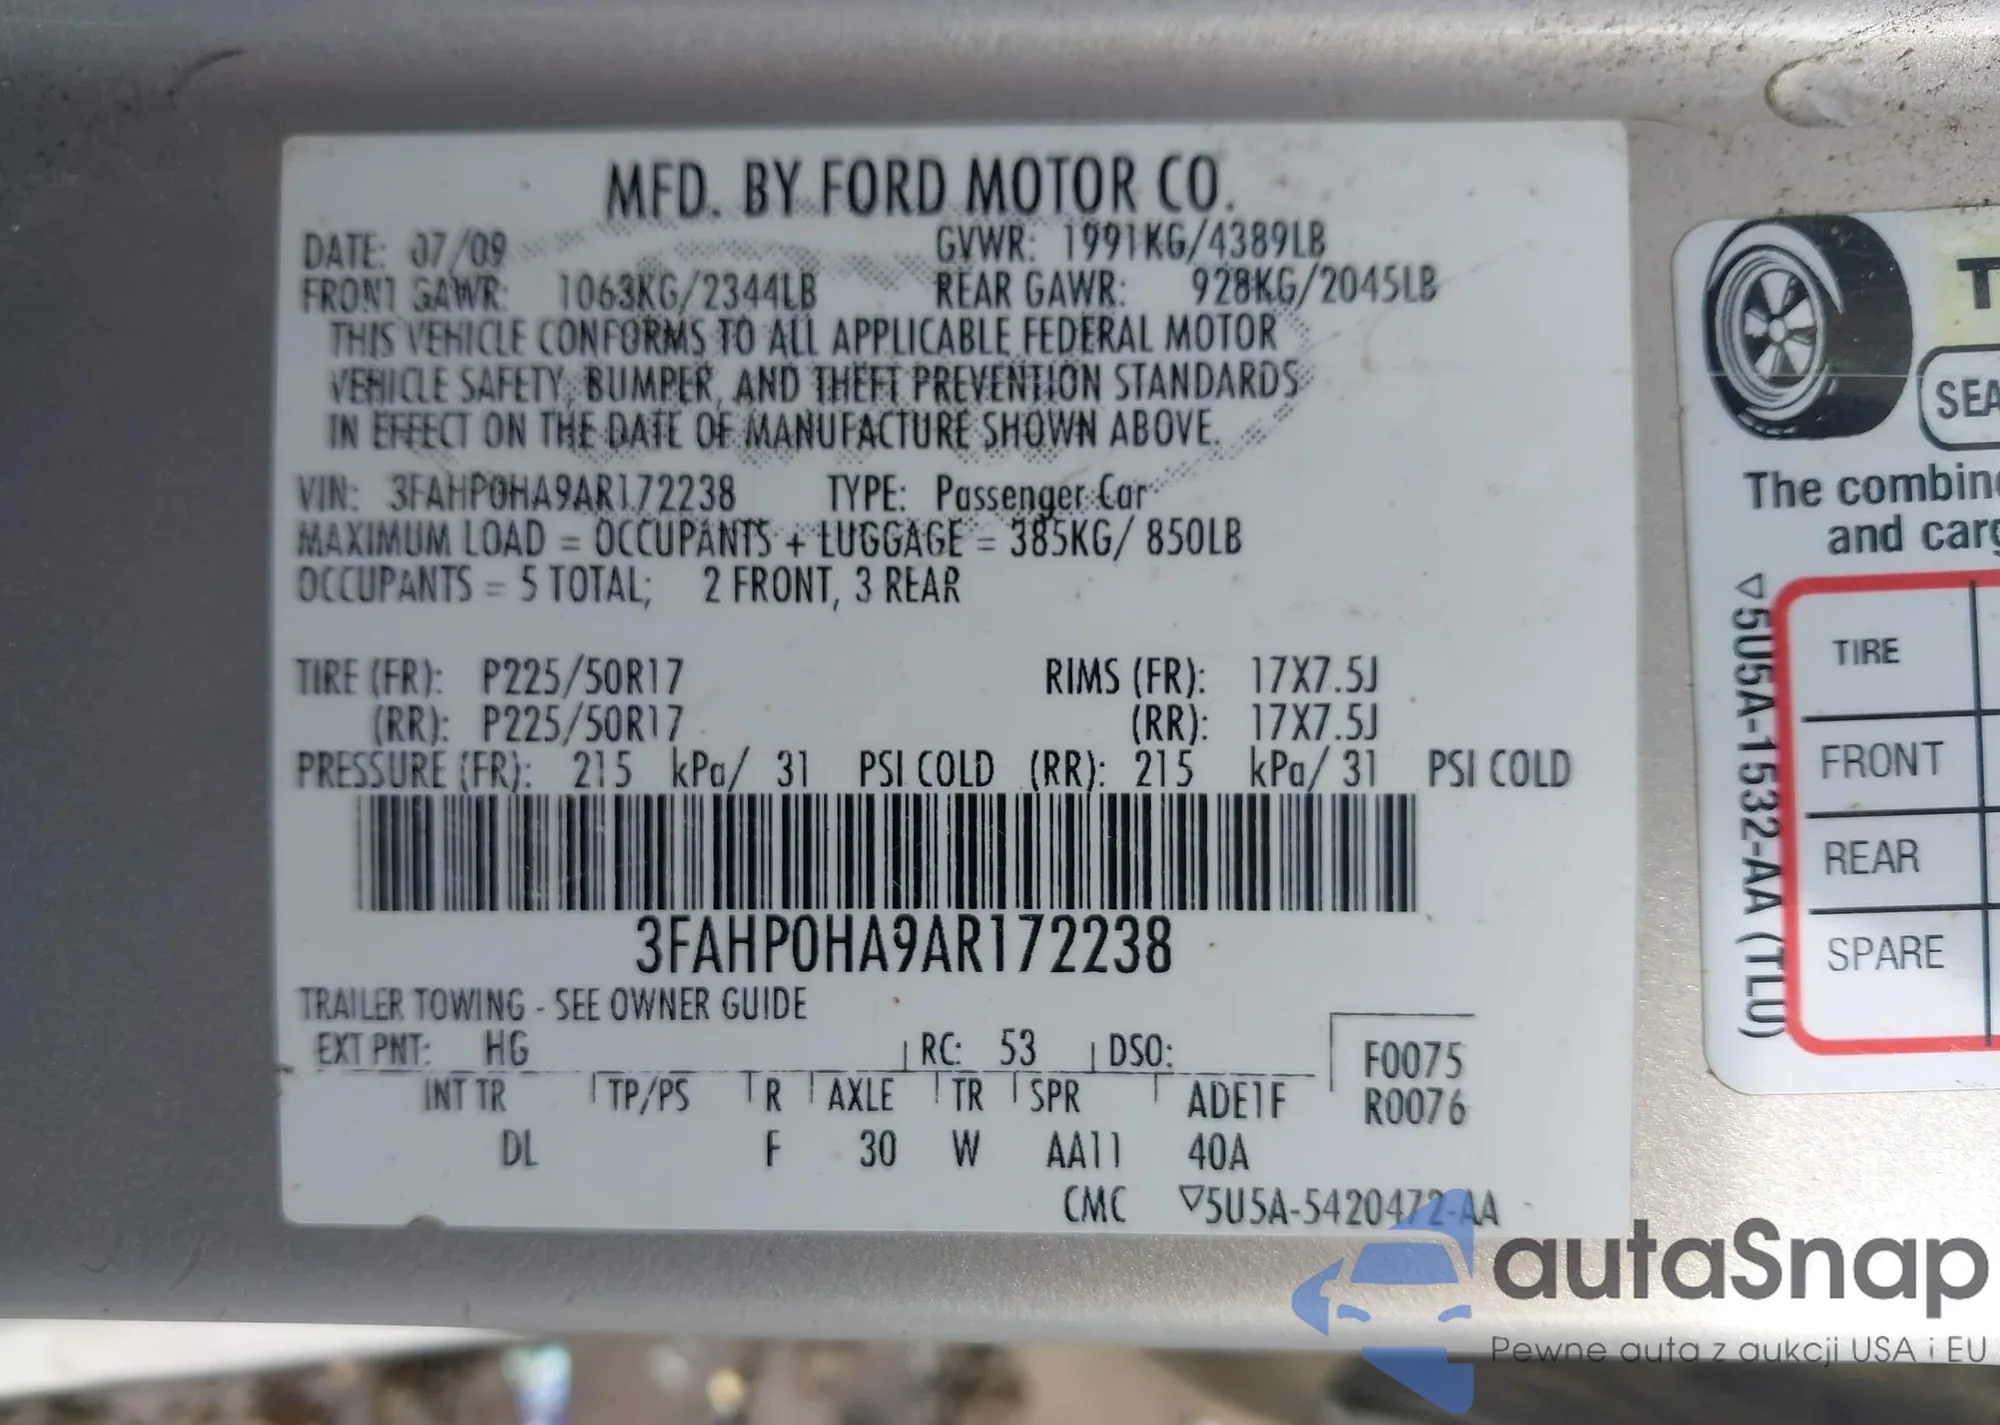 MFD. BY FORD MOTOR CO.
DATE: 07/09 GVWR: 1991KG/4389LB
FRONT GAWR: 1063KG/2344LB REAR GAWR: 928KG/2045LB
THIS VEHICLE CONFORMS TO ALL APPLICABLE FEDERAL MOTOR
VEHICLE SAFETY, BUMPER, AND THEFT PREVENTION STANDARDS
IN EFFECT ON THE DATE OF MANUFACTURE SHOWN ABOVE.
VIN: 3FAHP0HA9AR172238 TYPE: Passenger Car
MAXIMUM LOAD = OCCUPANTS + LUGGAGE = 385KG/ 850LB
OCCUPANTS = 5 TOTAL; 2 FRONT, 3 REAR
TIRE (FR): P225/50R17 RIMS (FR): 17X7.5J
(RR): P225/50R17 (RR): 17X7.5J
PRESSURE (FR): 215 kPa/ 31 PSI COLD (RR): 215 kPa/ 31 PSI COLD
3FAHP0HA9AR172238
TRAILER TOWING - SEE OWNER GUIDE
EXT PNT: HG RC: 53 DSO: F0075
INT TR TP/PS R AXLE TR SPR ADE1F R0076
DL F 30 W AA11 40A
CMC ▽5U5A-5420472-AA
T
SEA
The combin
and carg
▽5U5A-1532-AA (TLU)
TIRE
FRONT
REAR
SPARE
autaSnap
Pewne auta z aukcji USA i EU